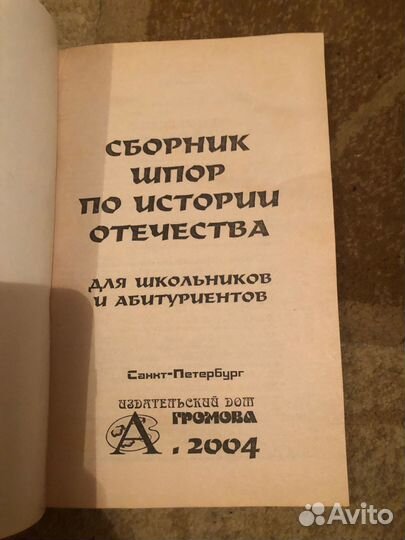 СБОРНИК
ШПОР
ПО ИСТОРИИ
ОТЕЧЕСТВА
ДЛЯ ШКОЛЬНИКОВ
И АБИТУРИЕНТОВ
Санкт-Петербург
ИЗДАТЕЛЬСКИЙ ДОМ
А. ГРОМОВА
2004
Avito